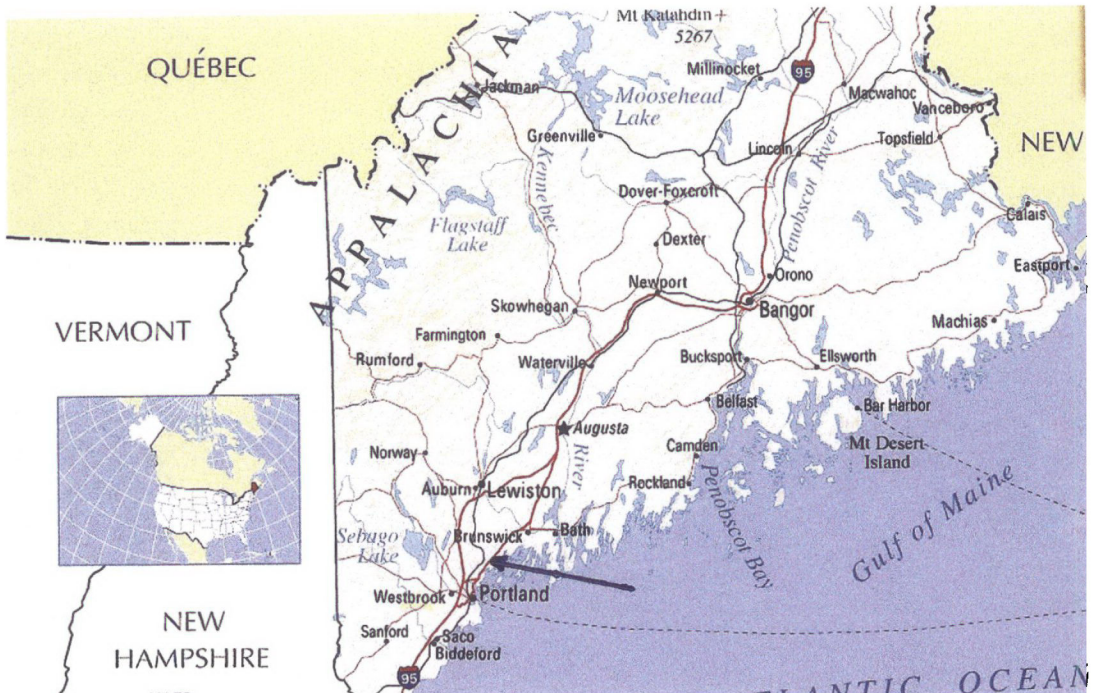 Mt Katahdin
5267
QUÉBEC
95
Millinocket
Jackman
Moosehead
Lake
Macwahoc
Vanceboro
Greenville
Lincoln
Topsfield
NEW
APPALACHIA
Kennebec
Penobscot River
Dover-Foxcroft
Flagstaff
Lake
Calais
Dexter
Eastport
Orono
Newport
Skowhegan
Bangor
VERMONT
Machias
Farmington
Rumford
Waterville
Bucksport
Ellsworth
Belfast
Bar Harbor
Augusta
Mt Desert
Island
Camden
Norway
River
Rockland
Auburn
Lewiston
Penobscot Bay
Gulf of Maine
Sebago
Lake
Brunswick
Bath
Westbrook
Portland
NEW
HAMPSHIRE
Sanford
Saco
Biddeford
95
LANTIC OCEAN